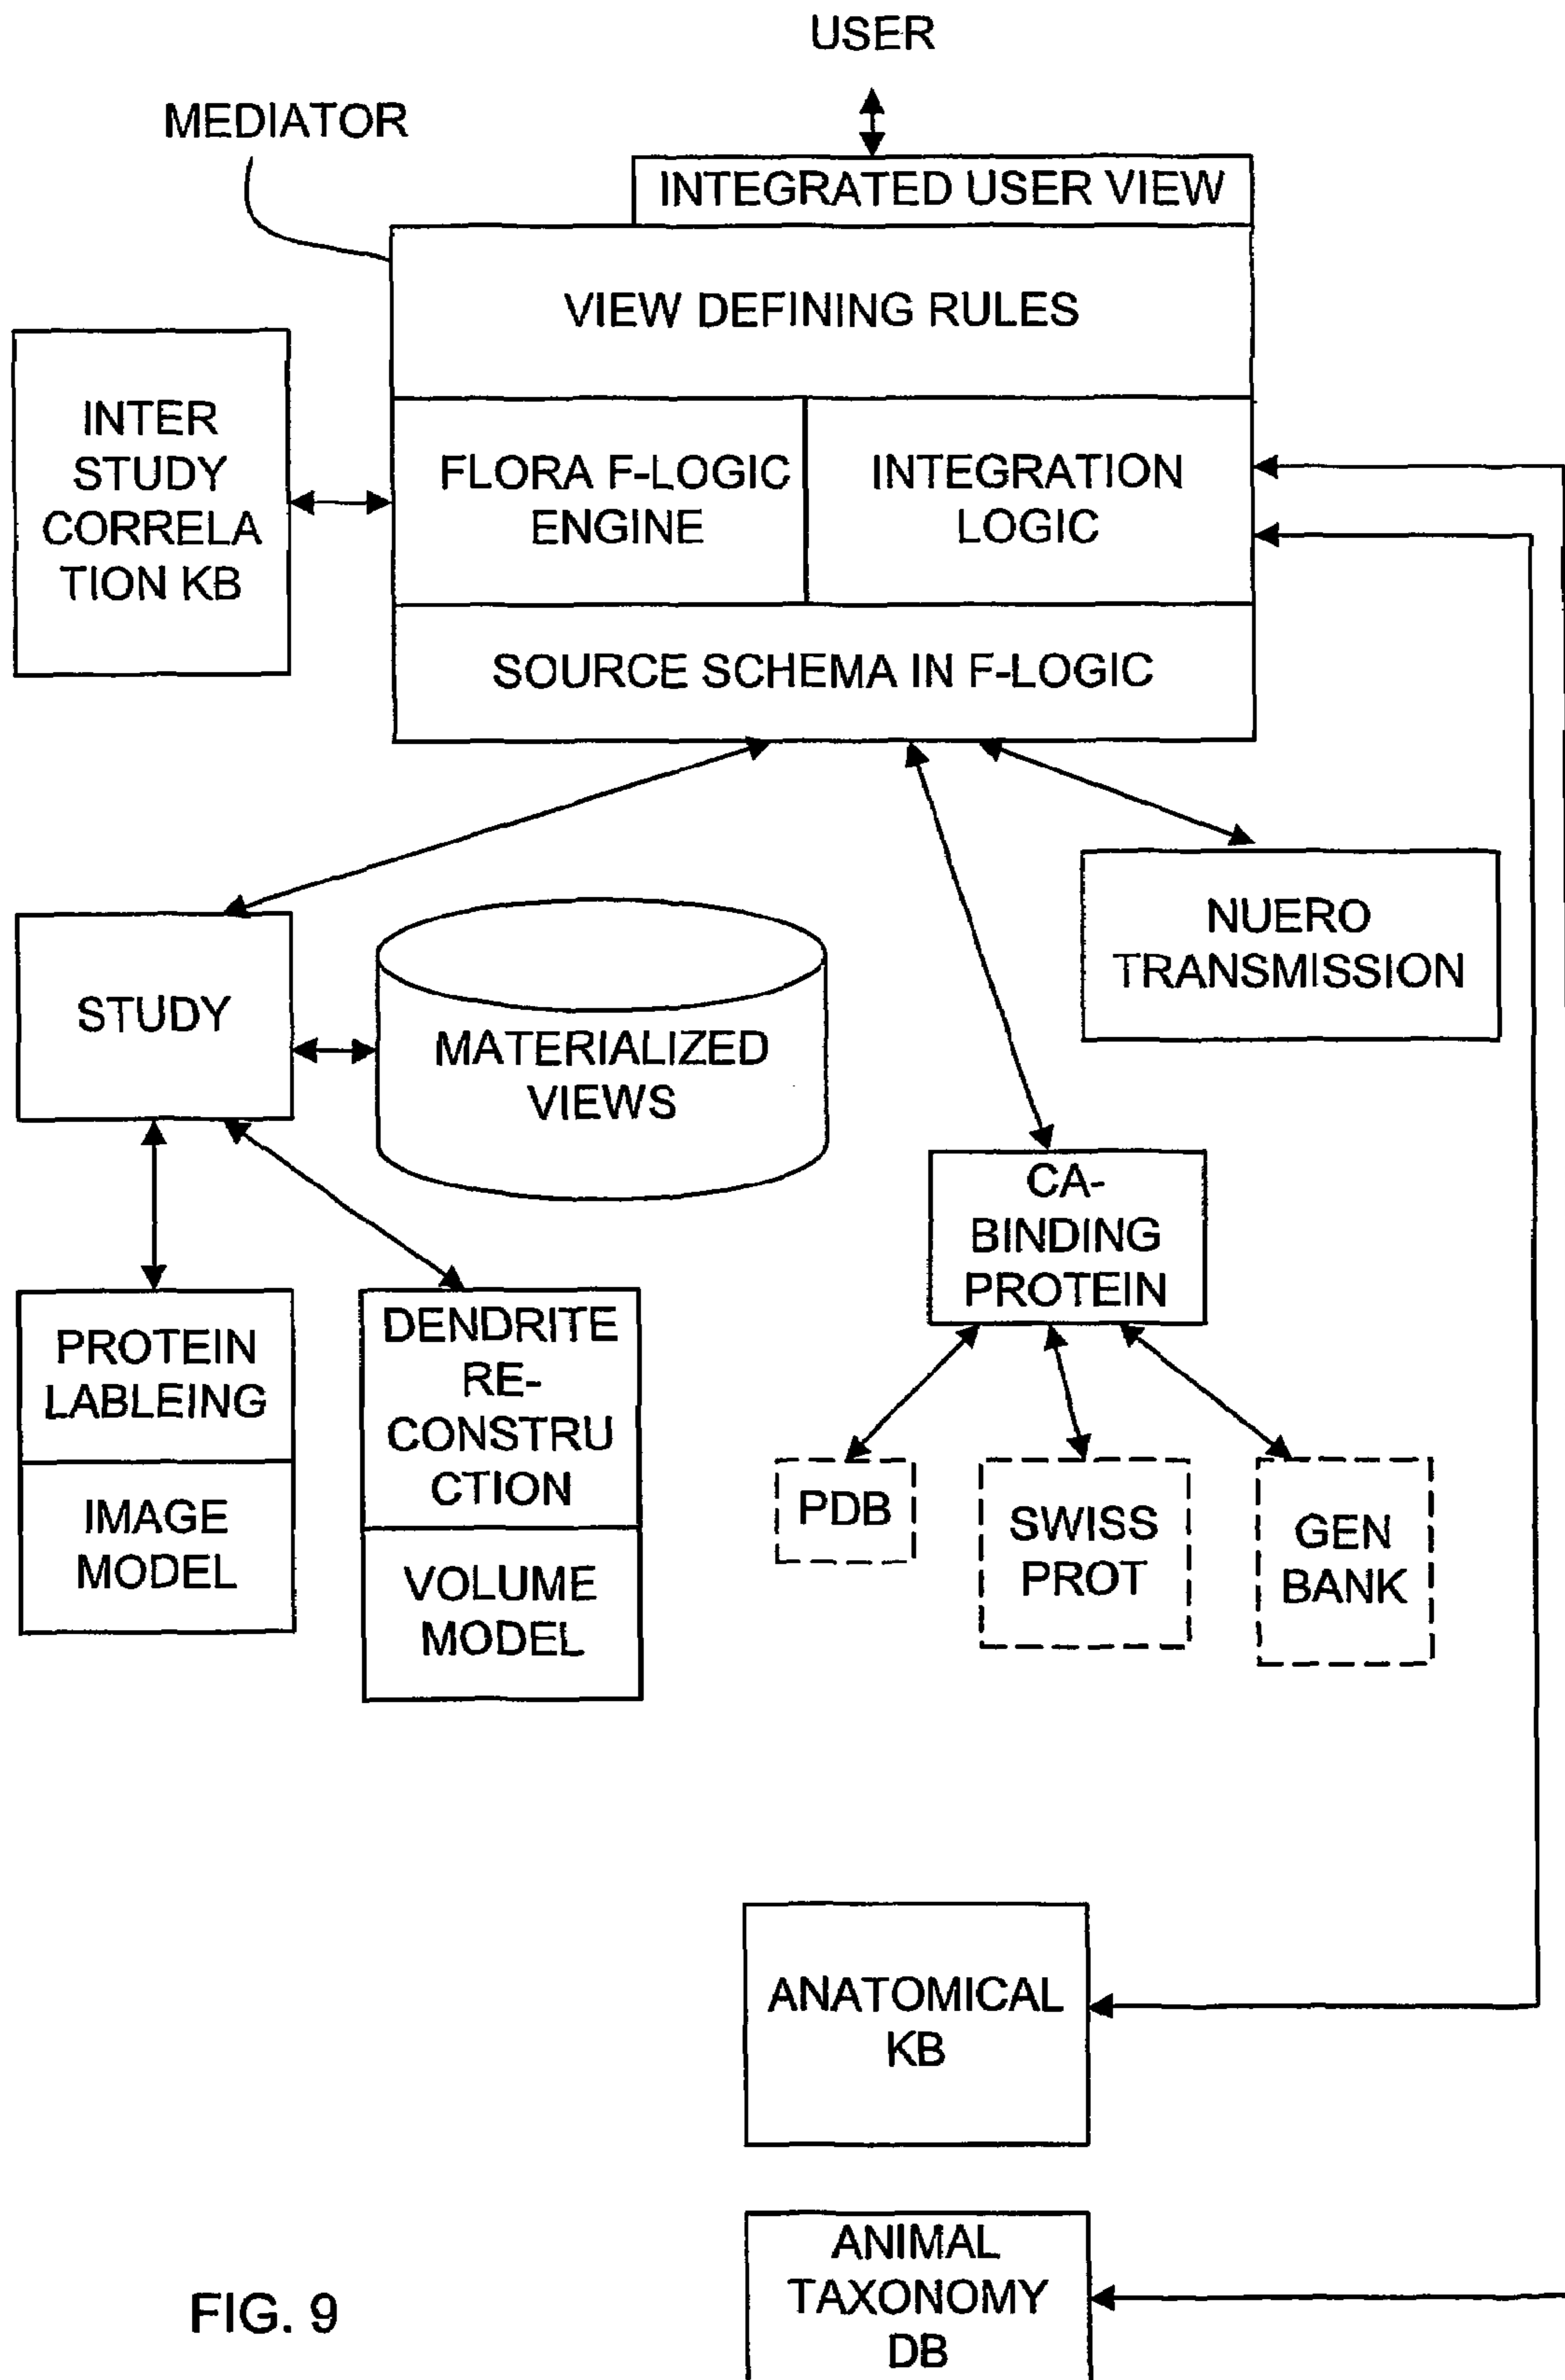 USER
MEDIATOR
INTEGRATED USER VIEW
VIEW DEFINING RULES
INTER
STUDY
CORRELA
TION KB
FLORA F-LOGIC
ENGINE
INTEGRATION
LOGIC
SOURCE SCHEMA IN F-LOGIC
STUDY
MATERIALIZED
VIEWS
NUERO
TRANSMISSION
CA-
BINDING
PROTEIN
PROTEIN
LABLEING
IMAGE
MODEL
DENDRITE
RE-
CONSTRU
CTION
VOLUME
MODEL
PDB
SWISS
PROT
GEN
BANK
ANATOMICAL
KB
ANIMAL
TAXONOMY
DB
FIG. 9